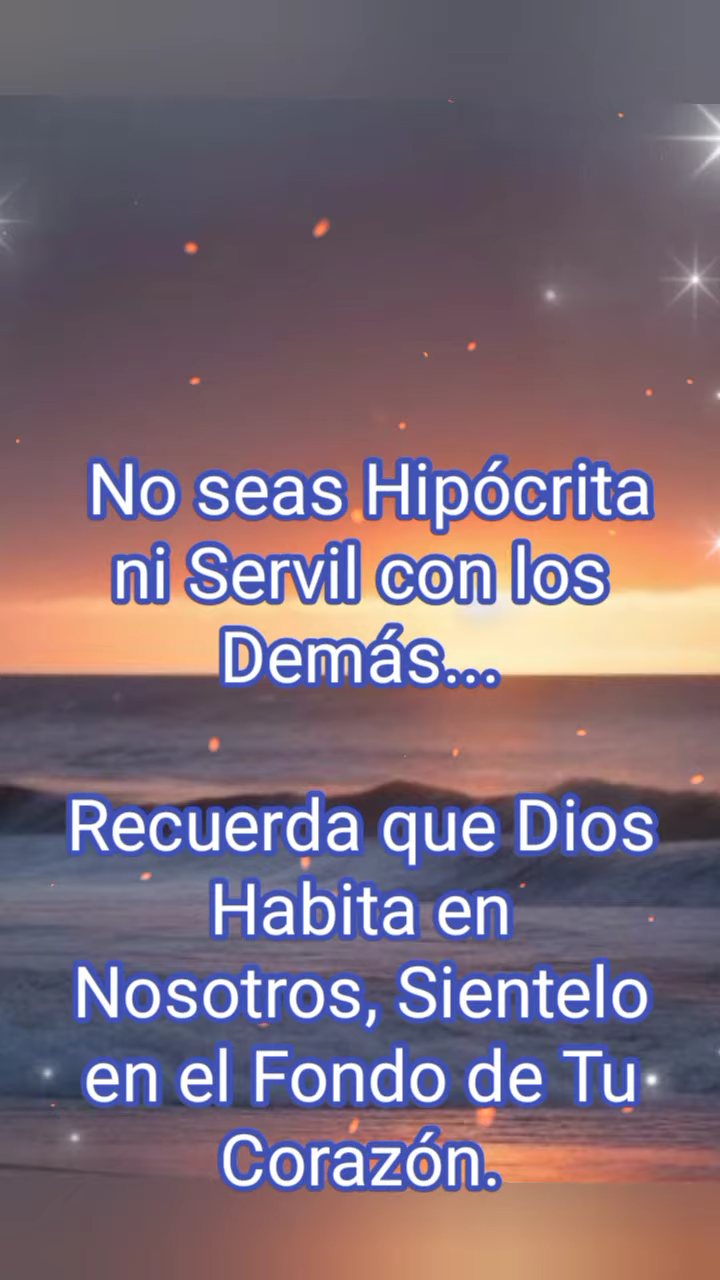 No seas Hipócrita
ni Servil con los
Demás...
Recuerda que Dios
Habita en
Nosotros, Sientelo
en el Fondo de Tu
Corazón.